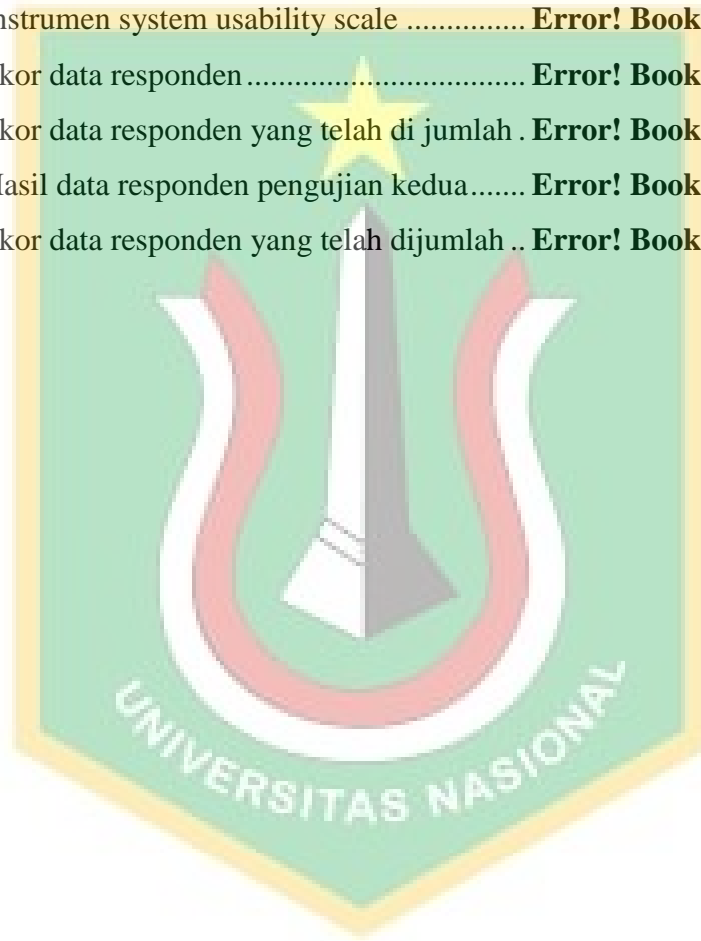 nstrumen system usability scale ............... Error! Book
kor data responden ................................... Error! Book
kor data responden yang telah di jumlah . Error! Book
asil data responden pengujian kedua ....... Error! Book
kor data responden yang telah dijumlah .. Error! Book
UNIVERSITAS NASIONAL